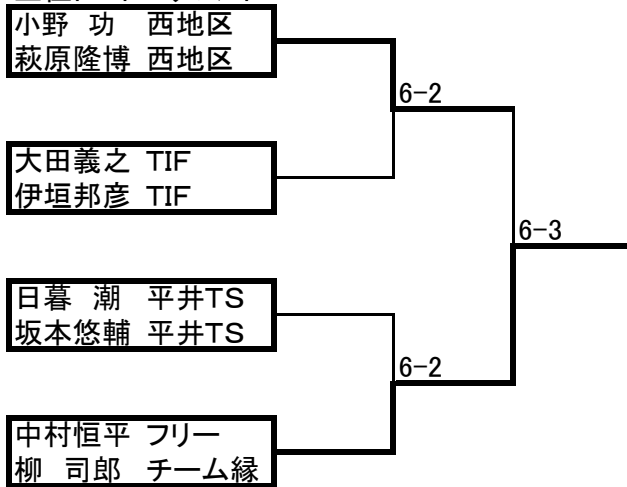 小野 功 西地区
萩原隆博 西地区
6-2
大田義之 TIF
伊垣邦彦 TIF
6-3
日暮 潮 平井TS
坂本悠輔 平井TS
6-2
中村恒平 フリー
柳 司郎 チーム縁